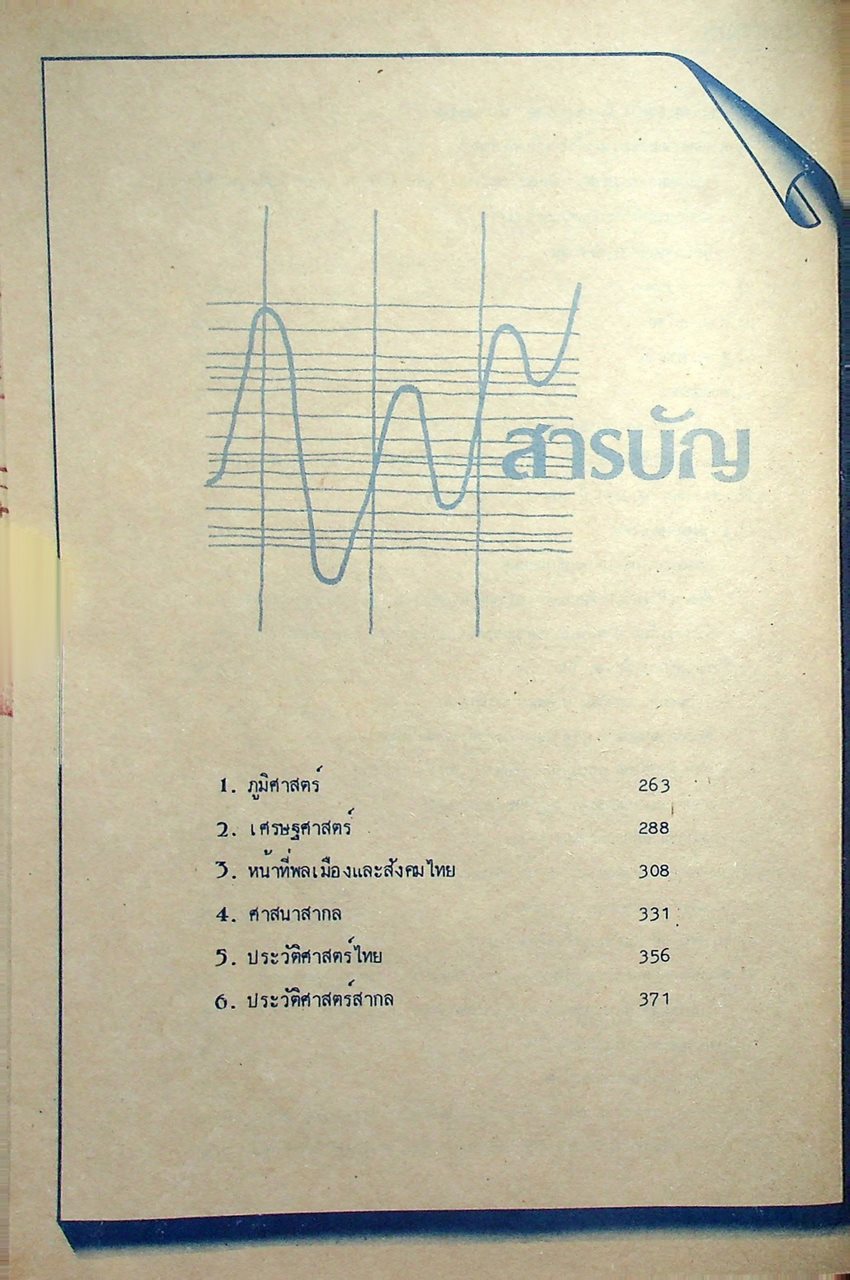 สารบัญ
1. ภูมิศาสตร์ 263
2. เศรษฐศาสตร์ 288
3. หน้าที่พลเมืองและสังคมไทย 308
4. ศาสนาสากล 331
5. ประวัติศาสตร์ไทย 356
6. ประวัติศาสตร์สากล 371